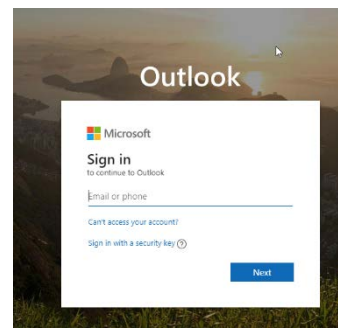 Outlook
Microsoft
Sign in
to continue to Outlook
Email or phone
Can't access your account?
Sign in with a security key ?
Next